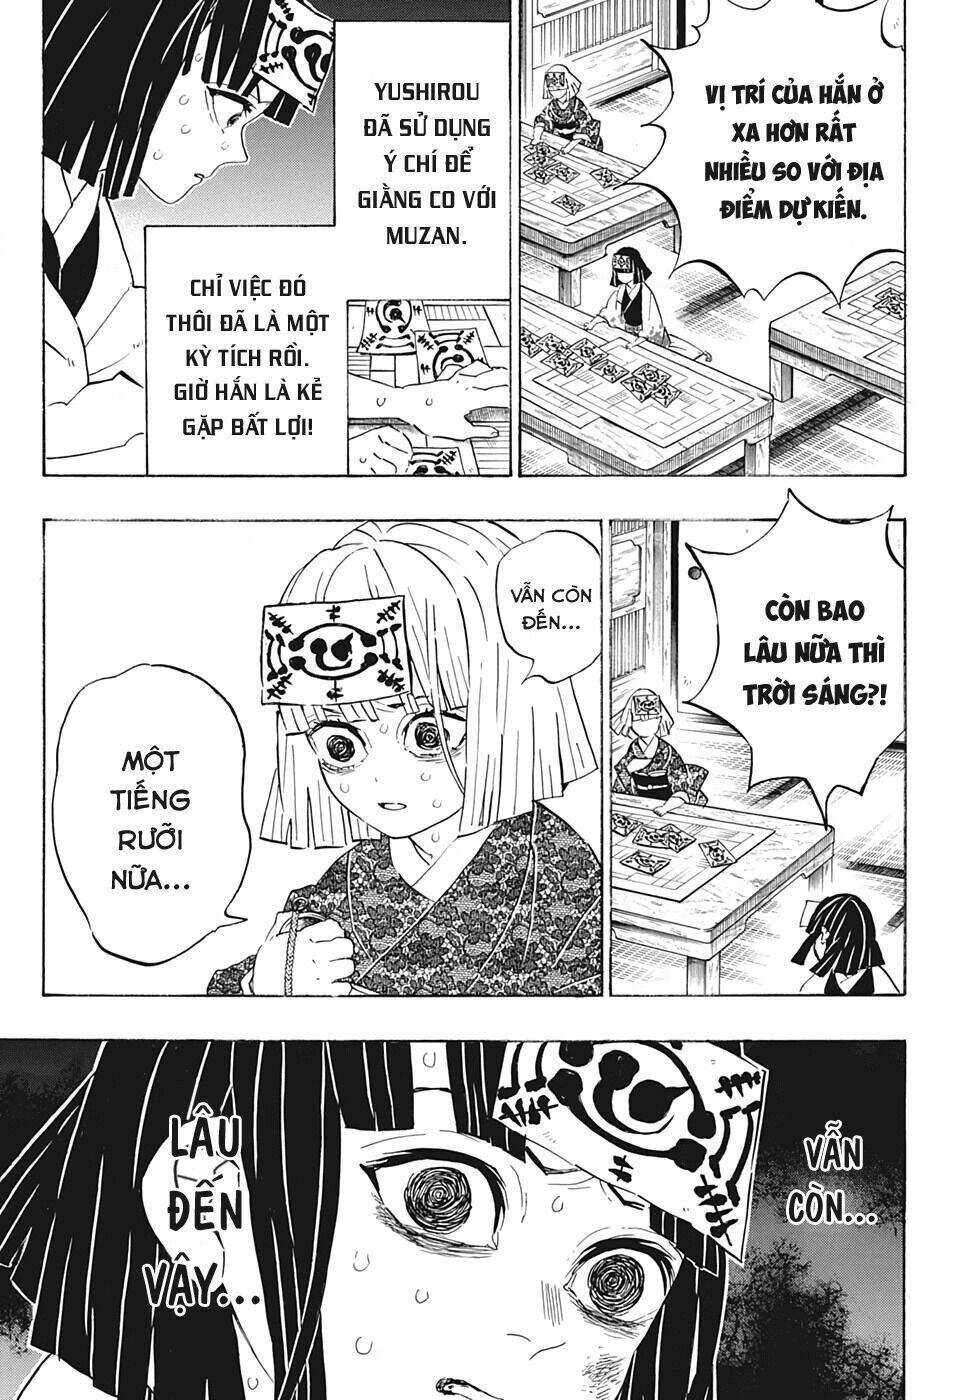 VỊ TRÍ CỦA HẮN Ở
XA HƠN RẤT
NHIỀU SO VỚI ĐỊA
ĐIỂM DỰ KIẾN.
YUSHIROU
ĐÃ SỬ DỤNG
Ý CHÍ ĐỂ
GIẰNG CO VỚI
MUZAN.
CHỈ VIỆC ĐÓ
THÔI ĐÃ LÀ MỘT
KỲ TÍCH RỒI.
GIỜ HẮN LÀ KẺ
GẶP BẤT LỢI!
CÒN BAO
LÂU NỮA THÌ
TRỜI SÁNG?!
VẪN CÒN
ĐẾN...
MỘT
TIẾNG
RƯỠI
NỮA...
VẪN
CÒN...
LÂU
ĐẾN
VẬY...